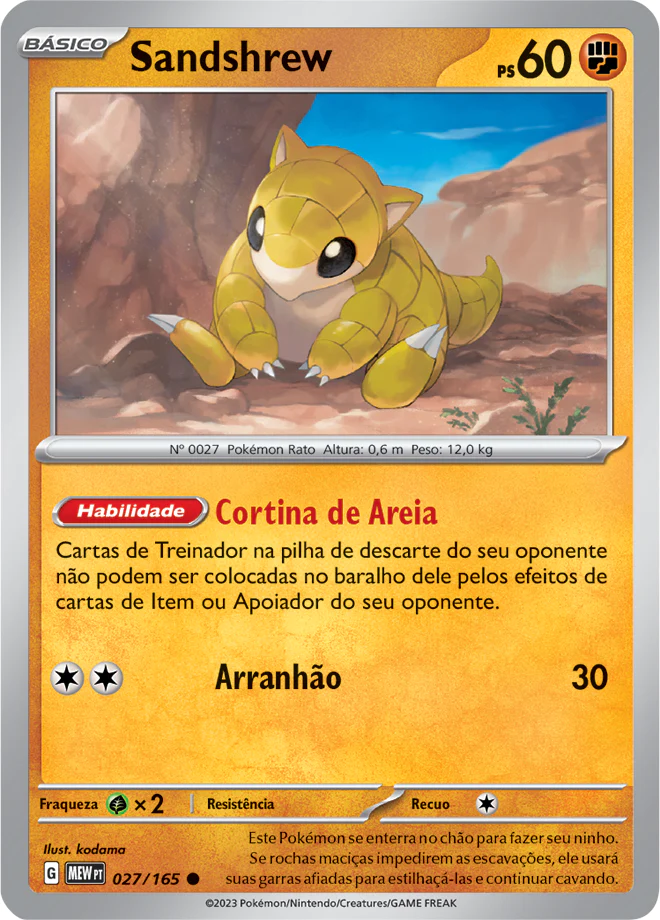 BÁSICO Sandshrew PS 60
Nº 0027 Pokémon Rato Altura: 0,6 m Peso: 12,0 kg
Habilidade Cortina de Areia
Cartas de Treinador na pilha de descarte do seu oponente
não podem ser colocadas no baralho dele pelos efeitos de
cartas de Item ou Apoiador do seu oponente.
Arranhão 30
Fraqueza ×2 Resistência Recuo
Ilust. kodama
G MEW PT 027/165
Este Pokémon se enterra no chão para fazer seu ninho.
Se rochas maciças impedirem as escavações, ele usará
suas garras afiadas para estilhaçá-las e continuar cavando.
©2023 Pokémon/Nintendo/Creatures/GAME FREAK